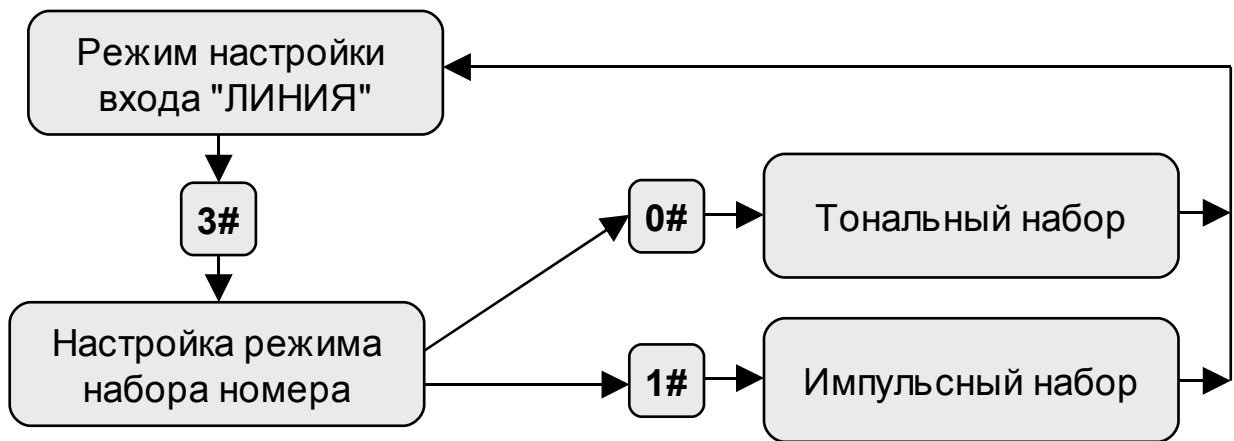 Режим настройки
входа "ЛИНИЯ"
3#
0#
Тональный набор
Настройка режима
набора номера
1#
Импульсный набор